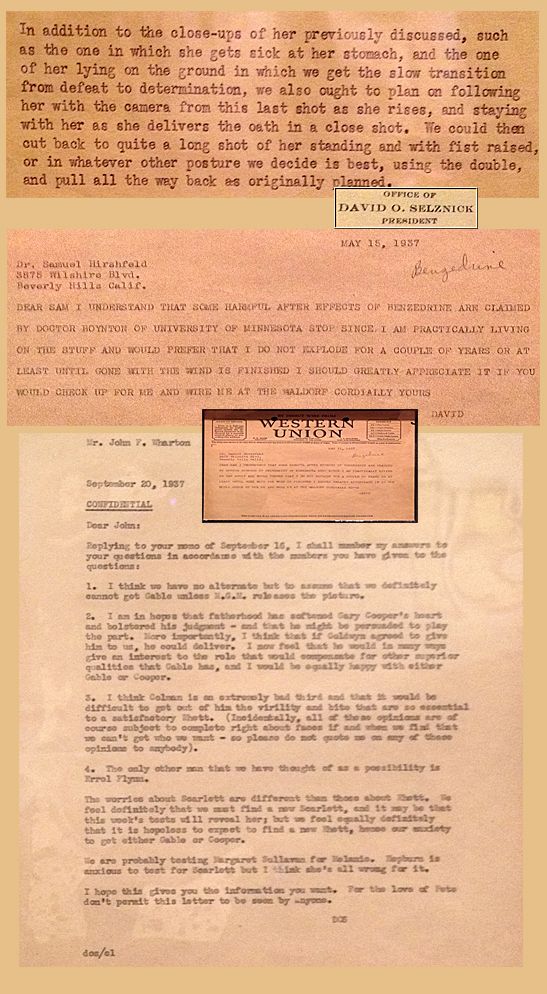 In addition to the close-ups of her previously discussed, such
as the one in which she gets sick at her stomach, and the one
of her lying on the ground in which we get the slow transition
from defeat to determination, we also ought to plan on following
her with the camera from this last shot as she rises, and staying
with her as she delivers the oath in a close shot. We could then
cut back to quite a long shot of her standing and with fist raised,
or in whatever other posture we decide is best, using the double,
and pull all the way back as originally planned.
OFFICE OF
DAVID O. SELZNICK
PRESIDENT
MAY 15, 1937
Benzedrine
Dr. Samuel Hirshfeld
3875 Wilshire Blvd.
Beverly Hills Calif.
DEAR SAM I UNDERSTAND THAT SOME HARMFUL AFTER EFFECTS OF BENZEDRINE ARE CLAIMED
BY DOCTOR BOYNTON OF UNIVERSITY OF MINNESOTA STOP SINCE I AM PRACTICALLY LIVING
ON THE STUFF AND WOULD PREFER THAT I DO NOT EXPLODE FOR A COUPLE OF YEARS OR AT
LEAST UNTIL GONE WITH THE WIND IS FINISHED I SHOULD GREATLY APPRECIATE IT IF YOU
WOULD CHECK UP FOR ME AND WIRE ME AT THE WALDORF CORDIALLY YOURS
DAVID
WESTERN
UNION
Mr. John F. Wharton
September 20, 1937
CONFIDENTIAL
Dear John:
Replying to your memo of September 16, I shall number my answers to
your questions in accordance with the numbers you have given to the
questions:
1. I think we have no alternate but to assume that we definitely
cannot get Gable unless M.G.M. releases the picture.
2. I am in hopes that fatherhood has softened Gary Cooper's heart
and bolstered his judgment - and that he might be persuaded to play
the part. More importantly, I think that if Goldwyn agreed to give
him to us, he could deliver. I now feel that he would in many ways
give an interest to the role that would compensate for other superior
qualities that Gable has, and I would be equally happy with either
Gable or Cooper.
3. I think Colman is an extremely bad third and that it would be
difficult to get out of him the virility and bite that are so essential
to a satisfactory Rhett. (Incidentally, all of these opinions are of
course subject to complete right about faces if and when we find that
we can't get who we want - so please do not quote me on any of these
opinions to anybody).
4. The only other man that we have thought of as a possibility is
Errol Flynn.
The worries about Scarlett are different than those about Rhett. We
feel definitely that we must find a new Scarlett, and it may be that
this week's tests will reveal her; but we feel equally definitely
that it is hopeless to expect to find a new Rhett, hence our anxiety
to get either Gable or Cooper.
We are probably testing Margaret Sullavan for Melanie. Hepburn is
anxious to test for Scarlett but I think she's all wrong for it.
I hope this gives you the information you want. For the love of Pete
don't permit this letter to be seen by anyone.
DOS
dos/cl